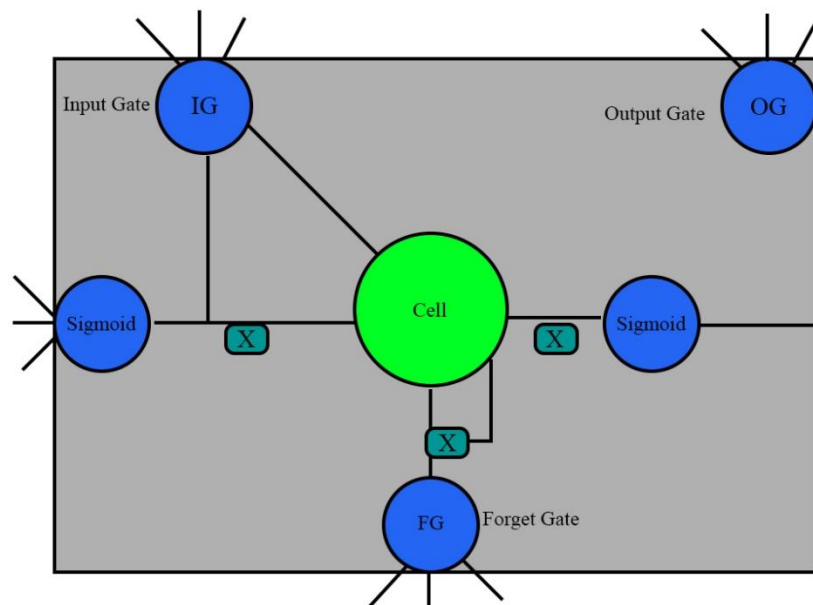 Input Gate
IG
Output Gate
OG
Sigmoid
X
Cell
X
Sigmoid
X
FG
Forget Gate